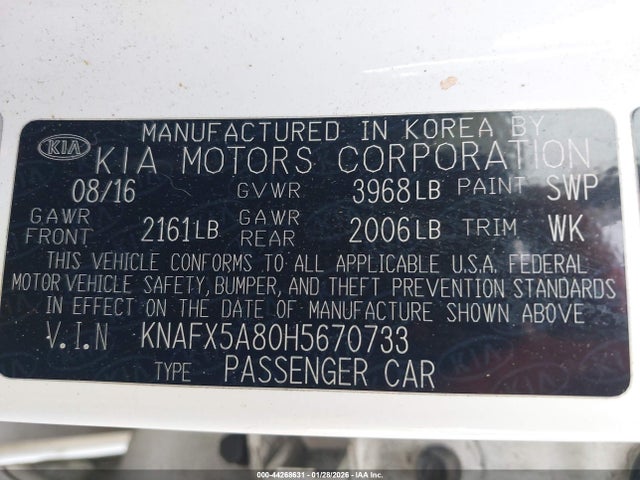 MANUFACTURED IN KOREA BY
KIA KIA MOTORS CORPORATION
08/16 GVWR 3968LB PAINT SWP
GAWR FRONT 2161LB GAWR REAR 2006LB TRIM WK
THIS VEHICLE CONFORMS TO ALL APPLICABLE U.S.A. FEDERAL
MOTOR VEHICLE SAFETY, BUMPER, AND THEFT PREVENTION STANDARDS
IN EFFECT ON THE DATE OF MANUFACTURE SHOWN ABOVE
V.I.N KNAFX5A80H5670733
TYPE PASSENGER CAR
000-44268631 - 01/28/2026 - IAA Inc.